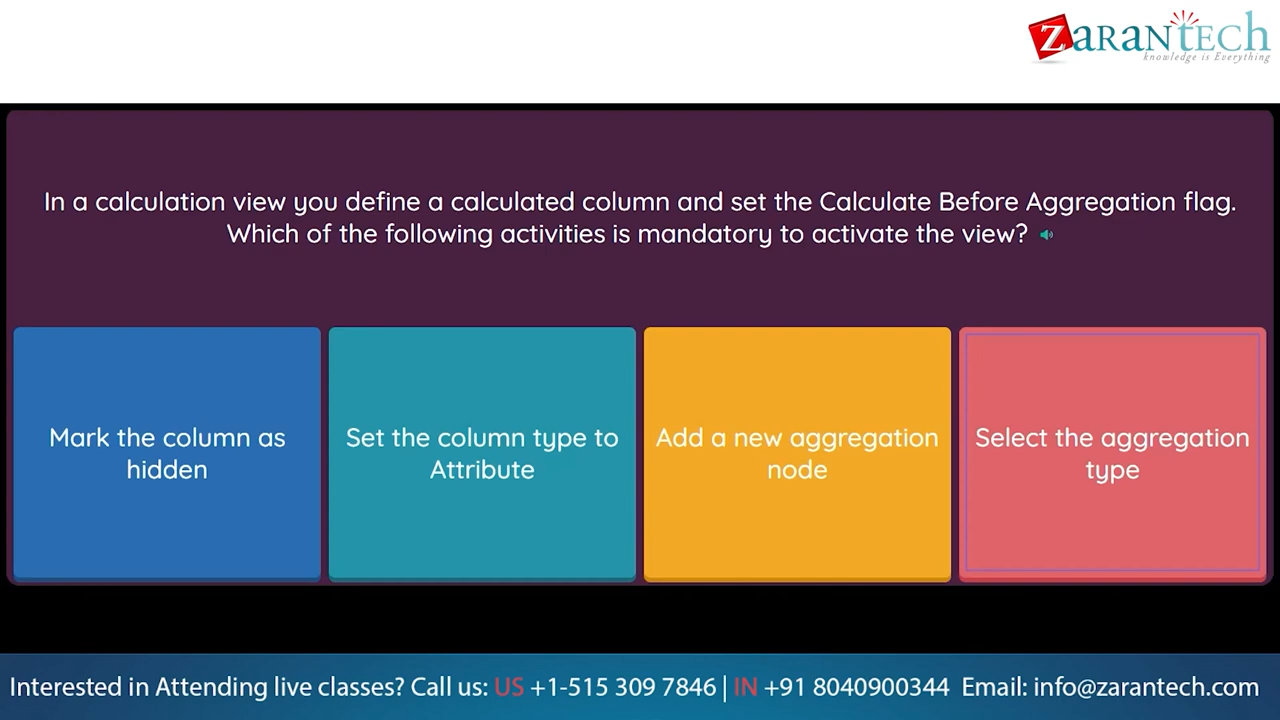 ZARANTECH
knowledge is Everything
In a calculation view you define a calculated column and set the Calculate Before Aggregation flag.
Which of the following activities is mandatory to activate the view?
Mark the column as
hidden
Set the column type to
Attribute
Add a new aggregation
node
Select the aggregation
type
Interested in Attending live classes? Call us: US +1-515 309 7846 | IN +91 8040900344 Email: info@zarantech.com